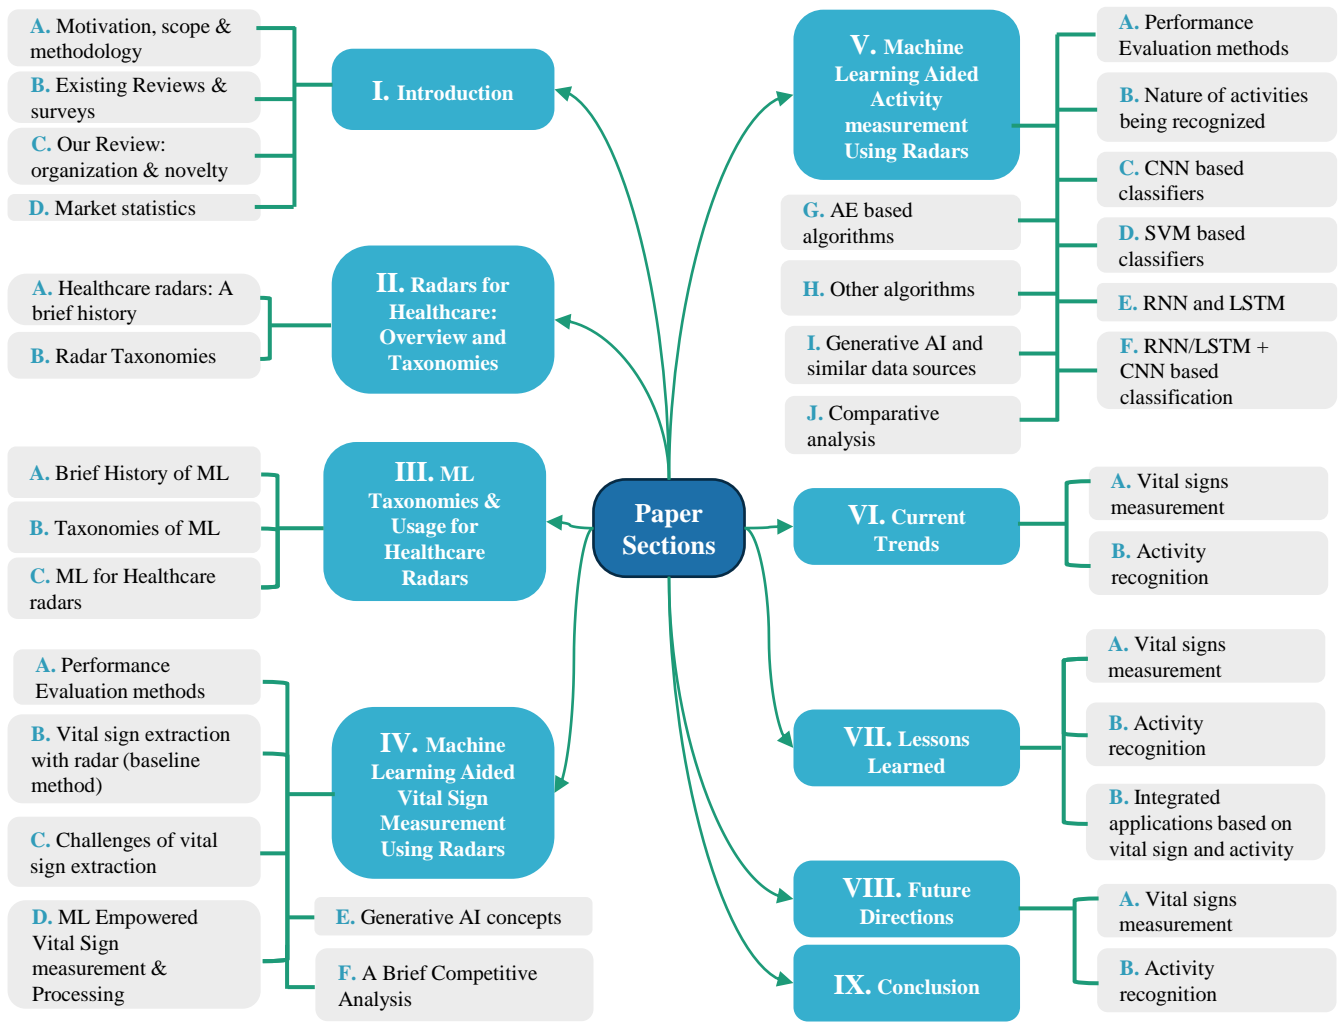 A. Motivation, scope &
methodology
B. Existing Reviews &
surveys
C. Our Review:
organization & novelty
D. Market statistics
I. Introduction
A. Healthcare radars: A
brief history
B. Radar Taxonomies
II. Radars for
Healthcare:
Overview and
Taxonomies
A. Brief History of ML
B. Taxonomies of ML
C. ML for Healthcare
radars
III. ML
Taxonomies &
Usage for
Healthcare
Radars
A. Performance
Evaluation methods
B. Vital sign extraction
with radar (baseline
method)
C. Challenges of vital
sign extraction
D. ML Empowered
Vital Sign
measurement &
Processing
E. Generative AI concepts
F. A Brief Competitive
Analysis
IV. Machine
Learning Aided
Vital Sign
Measurement
Using Radars
Paper
Sections
V. Machine
Learning Aided
Activity
measurement
Using Radars
A. Performance
Evaluation methods
B. Nature of activities
being recognized
C. CNN based
classifiers
D. SVM based
classifiers
E. RNN and LSTM
F. RNN/LSTM +
CNN based
classification
G. AE based
algorithms
H. Other algorithms
I. Generative AI and
similar data sources
J. Comparative
analysis
VI. Current
Trends
A. Vital signs
measurement
B. Activity
recognition
VII. Lessons
Learned
A. Vital signs
measurement
B. Activity
recognition
B. Integrated
applications based on
vital sign and activity
VIII. Future
Directions
A. Vital signs
measurement
B. Activity
recognition
IX. Conclusion